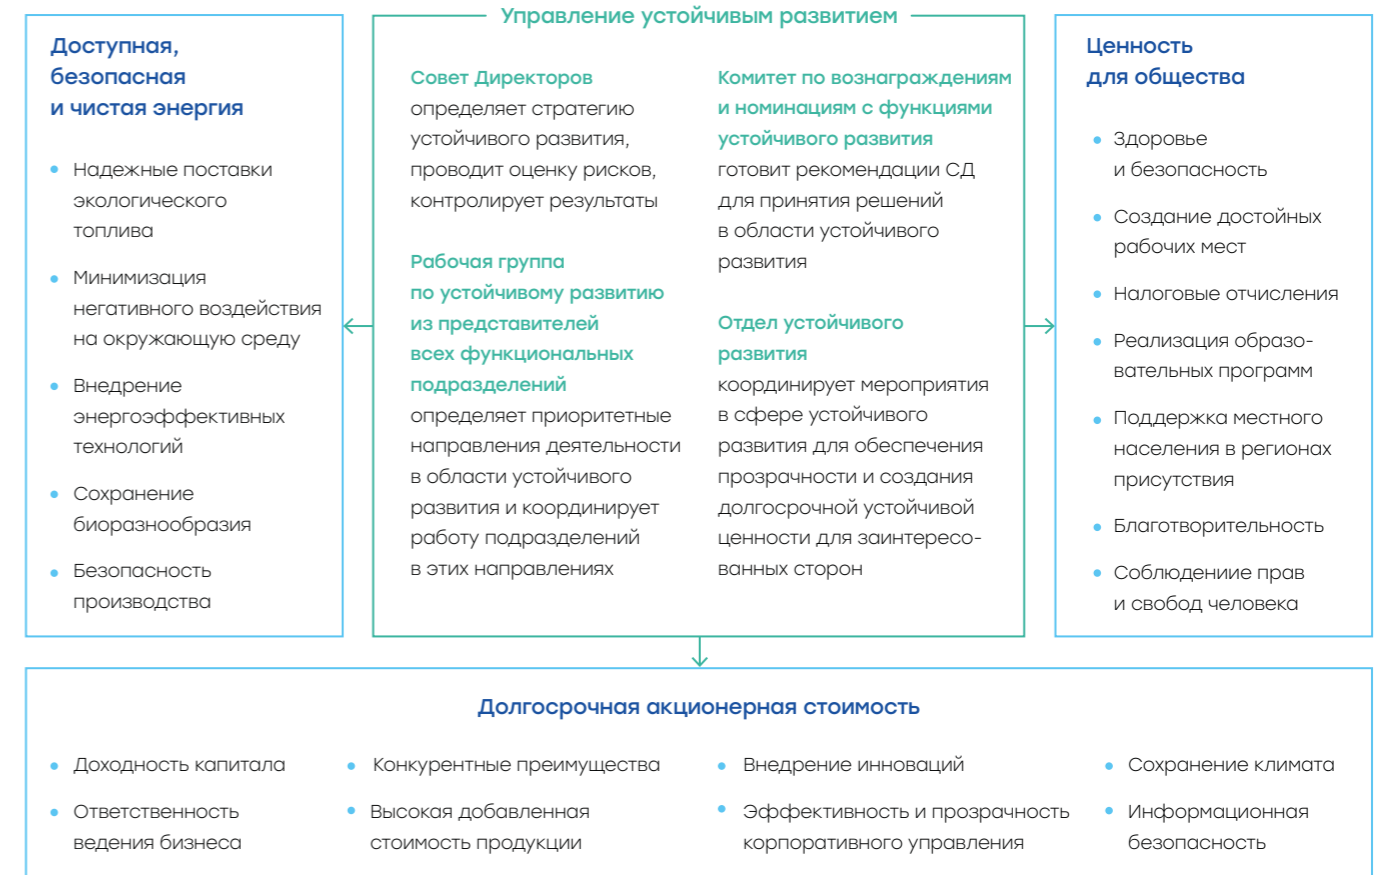 Управление устойчивым развитием
Доступная,
безопасная
и чистая энергия
Надежные поставки
экологического
топлива
Минимизация
негативного воздействия
на окружающую среду
Внедрение
энергоэффективных
технологий
Сохранение
биоразнообразия
Безопасность
производства
Совет Директоров
определяет стратегию
устойчивого развития,
проводит оценку рисков,
контролирует результаты
Рабочая группа
по устойчивому развитию
из представителей
всех функциональных
подразделений
определяет приоритетные
направления деятельности
в области устойчивого
развития и координирует
работу подразделений
в этих направлениях
Комитет по вознаграждениям
и номинациям с функциями
устойчивого развития
готовит рекомендации СД
для принятия решений
в области устойчивого
развития
Отдел устойчивого
развития
координирует мероприятия
в сфере устойчивого
развития для обеспечения
прозрачности и создания
долгосрочной устойчивой
ценности для заинтересо-
ванных сторон
Ценность
для общества
Здоровье
и безопасность
Создание достойных
рабочих мест
Налоговые отчисления
Реализация образо-
вательных программ
Поддержка местного
населения в регионах
присутствия
Благотворительность
Соблюдениие прав
и свобод человека
Долгосрочная акционерная стоимость
Доходность капитала
Ответственность
ведения бизнеса
Конкурентные преимущества
Высокая добавленная
стоимость продукции
Внедрение инноваций
Эффективность и прозрачность
корпоративного управления
Сохранение климата
Информационная
безопасность